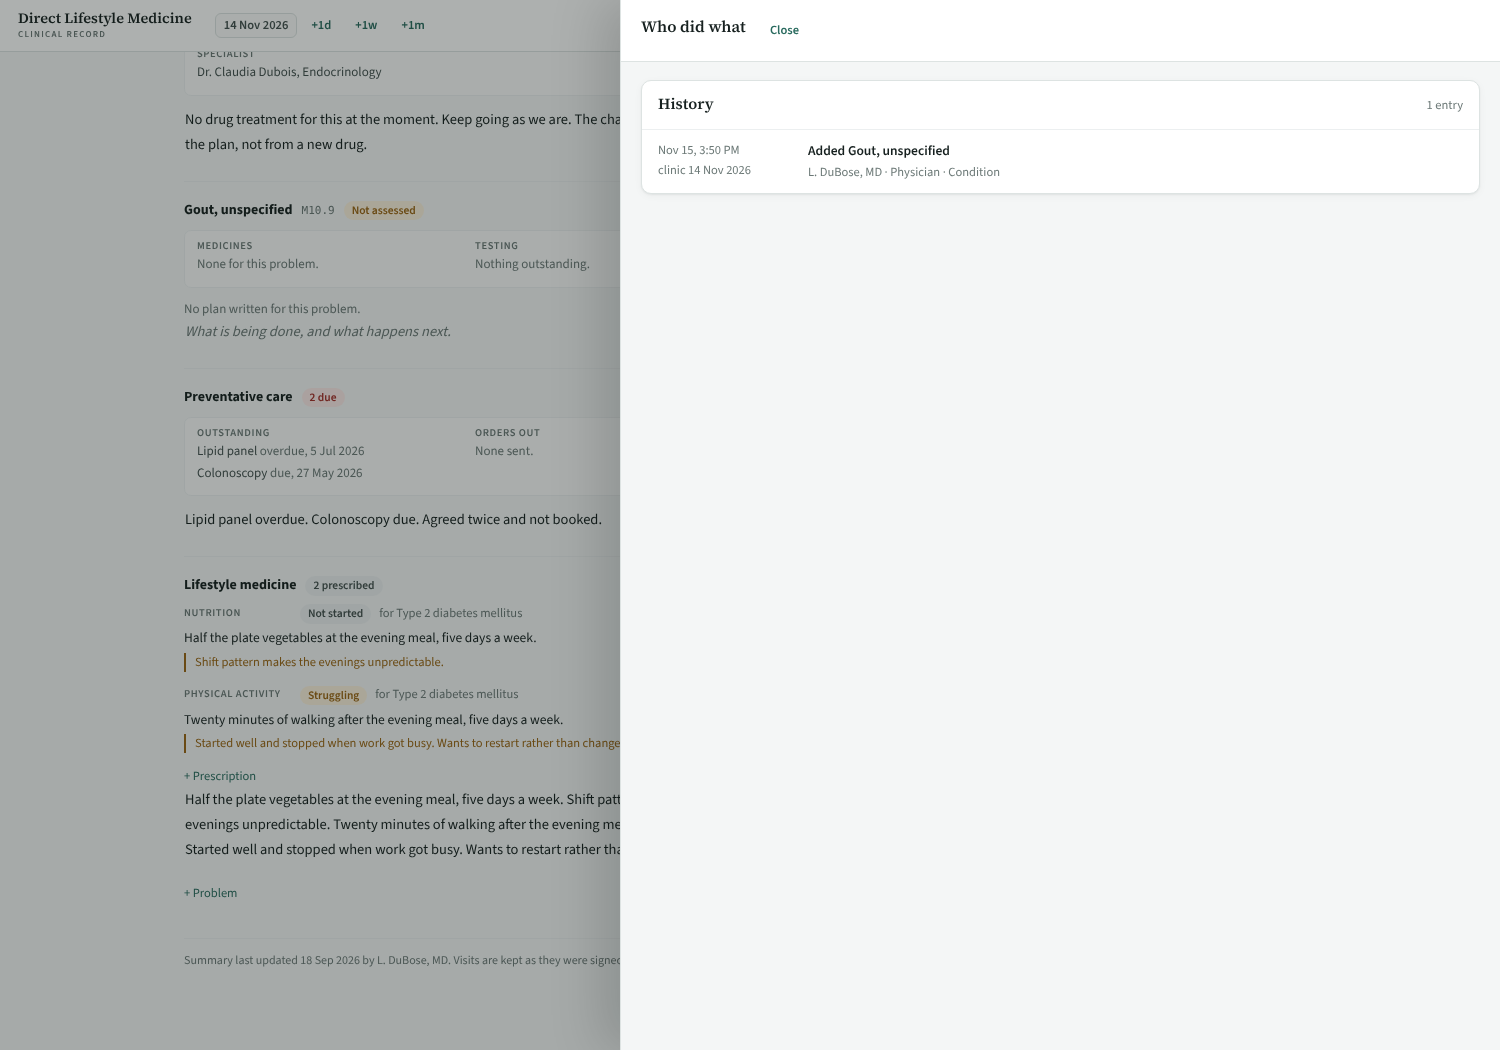 Direct Lifestyle Medicine
CLINICAL RECORD
14 Nov 2026 +1d +1w +1m
SPECIALIST
Dr. Claudia Dubois, Endocrinology
No drug treatment for this at the moment. Keep going as we are. The cha
the plan, not from a new drug.
Gout, unspecified M10.9 Not assessed
MEDICINES TESTING
None for this problem. Nothing outstanding.
No plan written for this problem.
What is being done, and what happens next.
Preventative care 2 due
OUTSTANDING ORDERS OUT
Lipid panel overdue, 5 Jul 2026 None sent.
Colonoscopy due, 27 May 2026
Lipid panel overdue. Colonoscopy due. Agreed twice and not booked.
Lifestyle medicine 2 prescribed
NUTRITION Not started for Type 2 diabetes mellitus
Half the plate vegetables at the evening meal, five days a week.
Shift pattern makes the evenings unpredictable.
PHYSICAL ACTIVITY Struggling for Type 2 diabetes mellitus
Twenty minutes of walking after the evening meal, five days a week.
Started well and stopped when work got busy. Wants to restart rather than change
+ Prescription
Half the plate vegetables at the evening meal, five days a week. Shift patt
evenings unpredictable. Twenty minutes of walking after the evening me
Started well and stopped when work got busy. Wants to restart rather tha
+ Problem
Summary last updated 18 Sep 2026 by L. DuBose, MD. Visits are kept as they were signed
Who did what Close
History 1 entry
Nov 15, 3:50 PM Added Gout, unspecified
clinic 14 Nov 2026 L. DuBose, MD · Physician · Condition